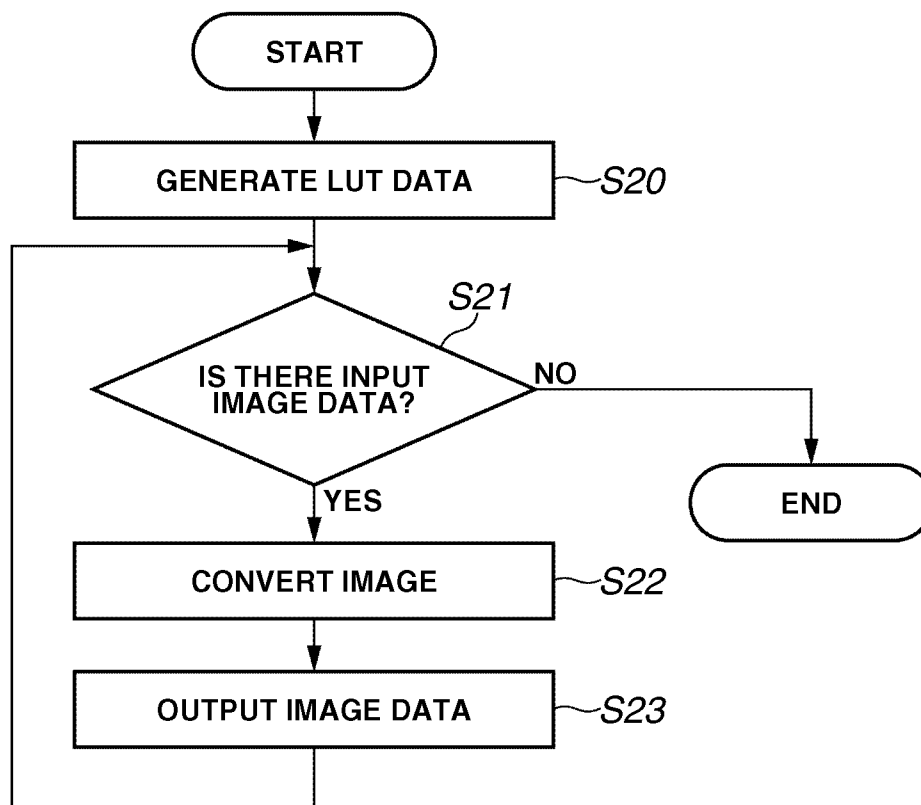 START
GENERATE LUT DATA
S20
S21
IS THERE INPUT
IMAGE DATA?
NO
YES
END
CONVERT IMAGE
S22
OUTPUT IMAGE DATA
S23